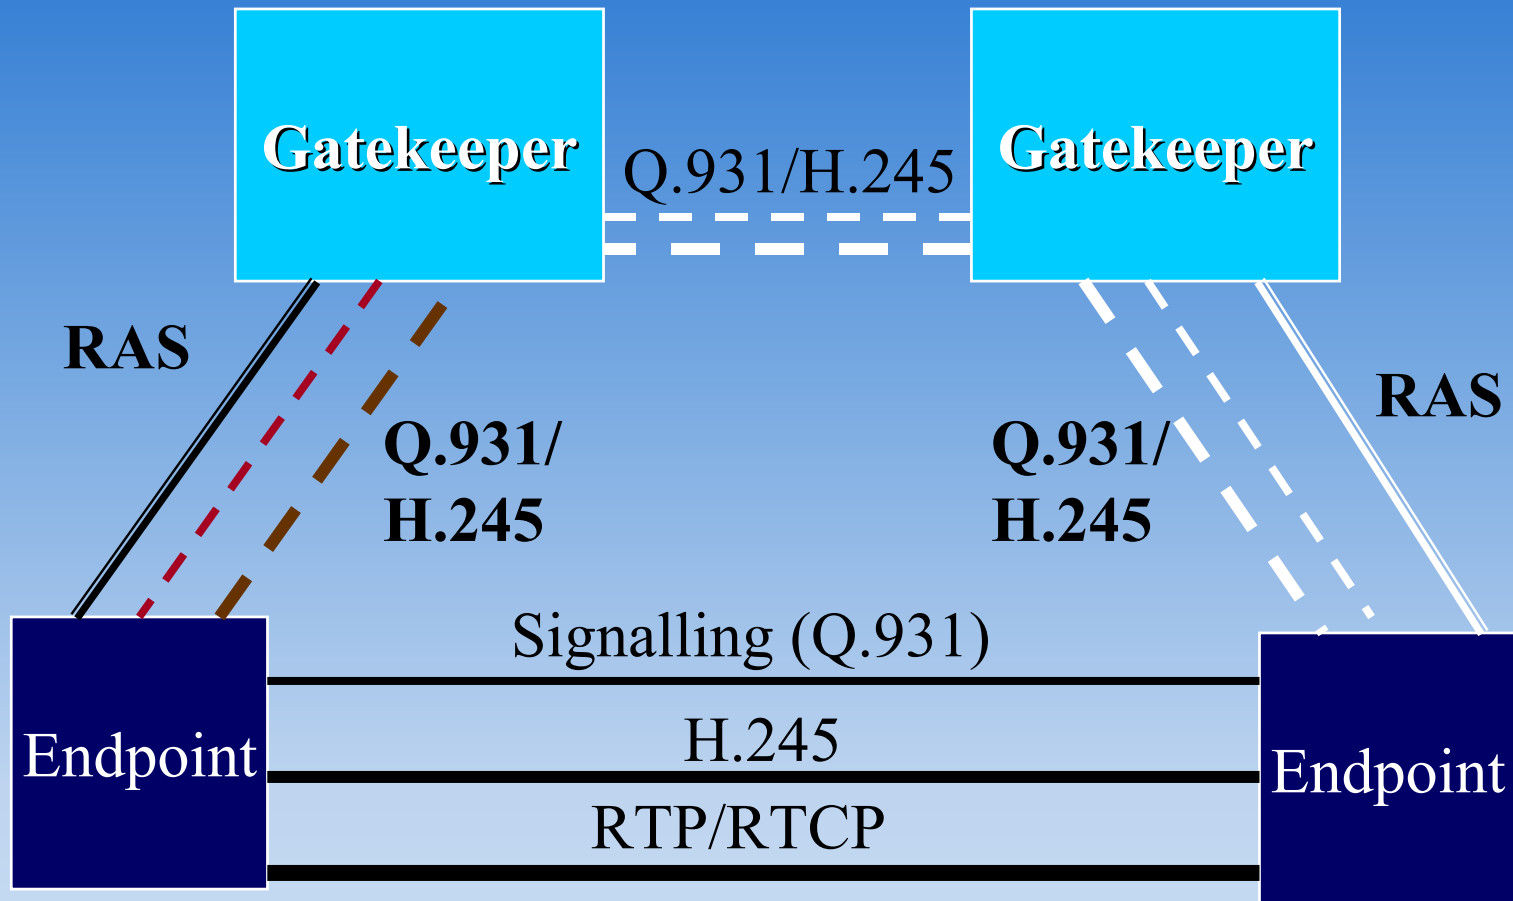 Gatekeeper
Q.931/H.245
Gatekeeper
RAS
RAS
Q.931/
H.245
Q.931/
H.245
Signalling (Q.931)
Endpoint
H.245
Endpoint
RTP/RTCP